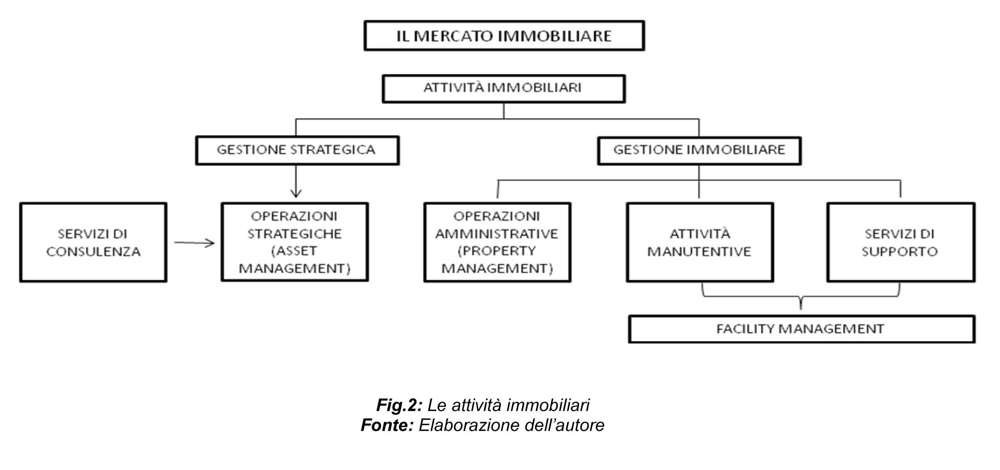 IL MERCATO IMMOBILIARE
ATTIVITÀ IMMOBILIARI
GESTIONE STRATEGICA
GESTIONE IMMOBILIARE
SERVIZI DI
CONSULENZA
OPERAZIONI
STRATEGICHE
(ASSET
MANAGEMENT)
OPERAZIONI
AMMINISTRATIVE
(PROPERTY
MANAGEMENT)
ATTIVITÀ
MANUTENTIVE
SERVIZI DI
SUPPORTO
FACILITY MANAGEMENT
Fig.2: Le attività immobiliari
Fonte: Elaborazione dell’autore